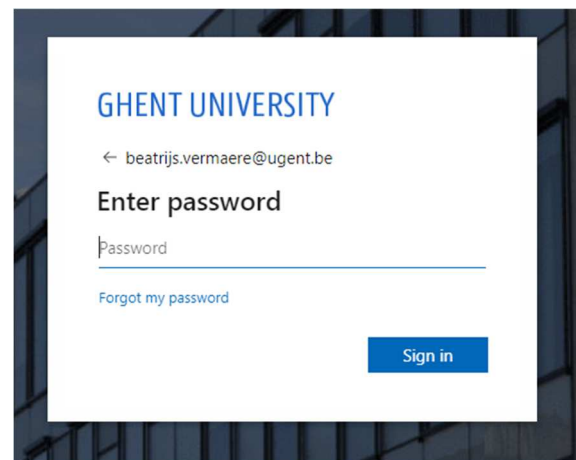 GHENT UNIVERSITY
← beatrijs.vermaere@ugent.be
Enter password
Password
Forgot my password
Sign in